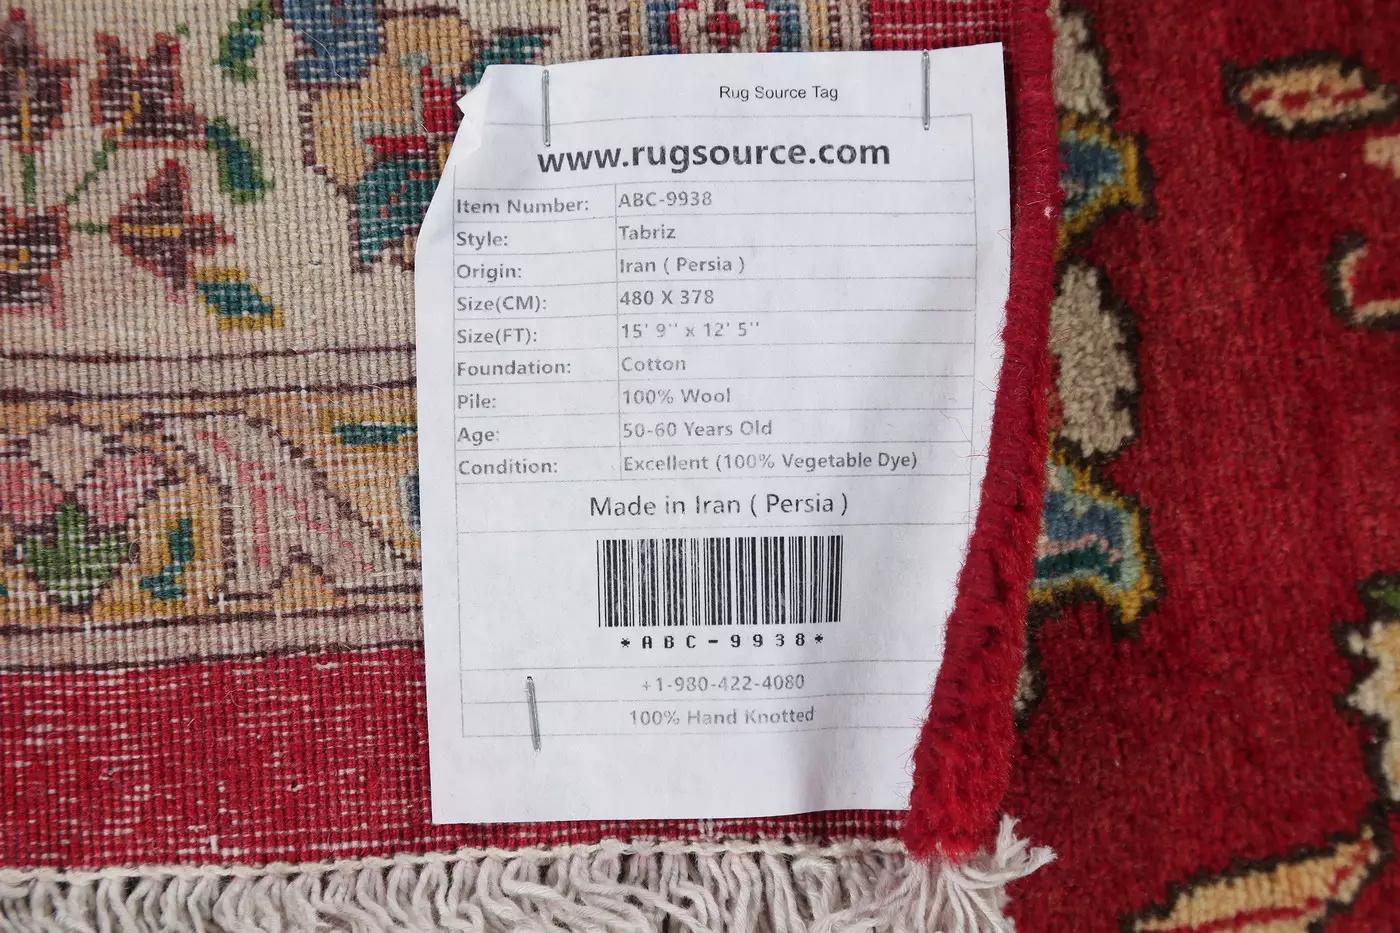 Rug Source Tag
www.rugsource.com
Item Number: ABC-9938
Style: Tabriz
Origin: Iran ( Persia )
Size(CM): 480 X 378
Size(FT): 15' 9'' x 12' 5''
Foundation: Cotton
Pile: 100% Wool
Age: 50-60 Years Old
Condition: Excellent (100% Vegetable Dye)
Made in Iran ( Persia )
*ABC-9938*
+1-980-422-4080
100% Hand Knotted